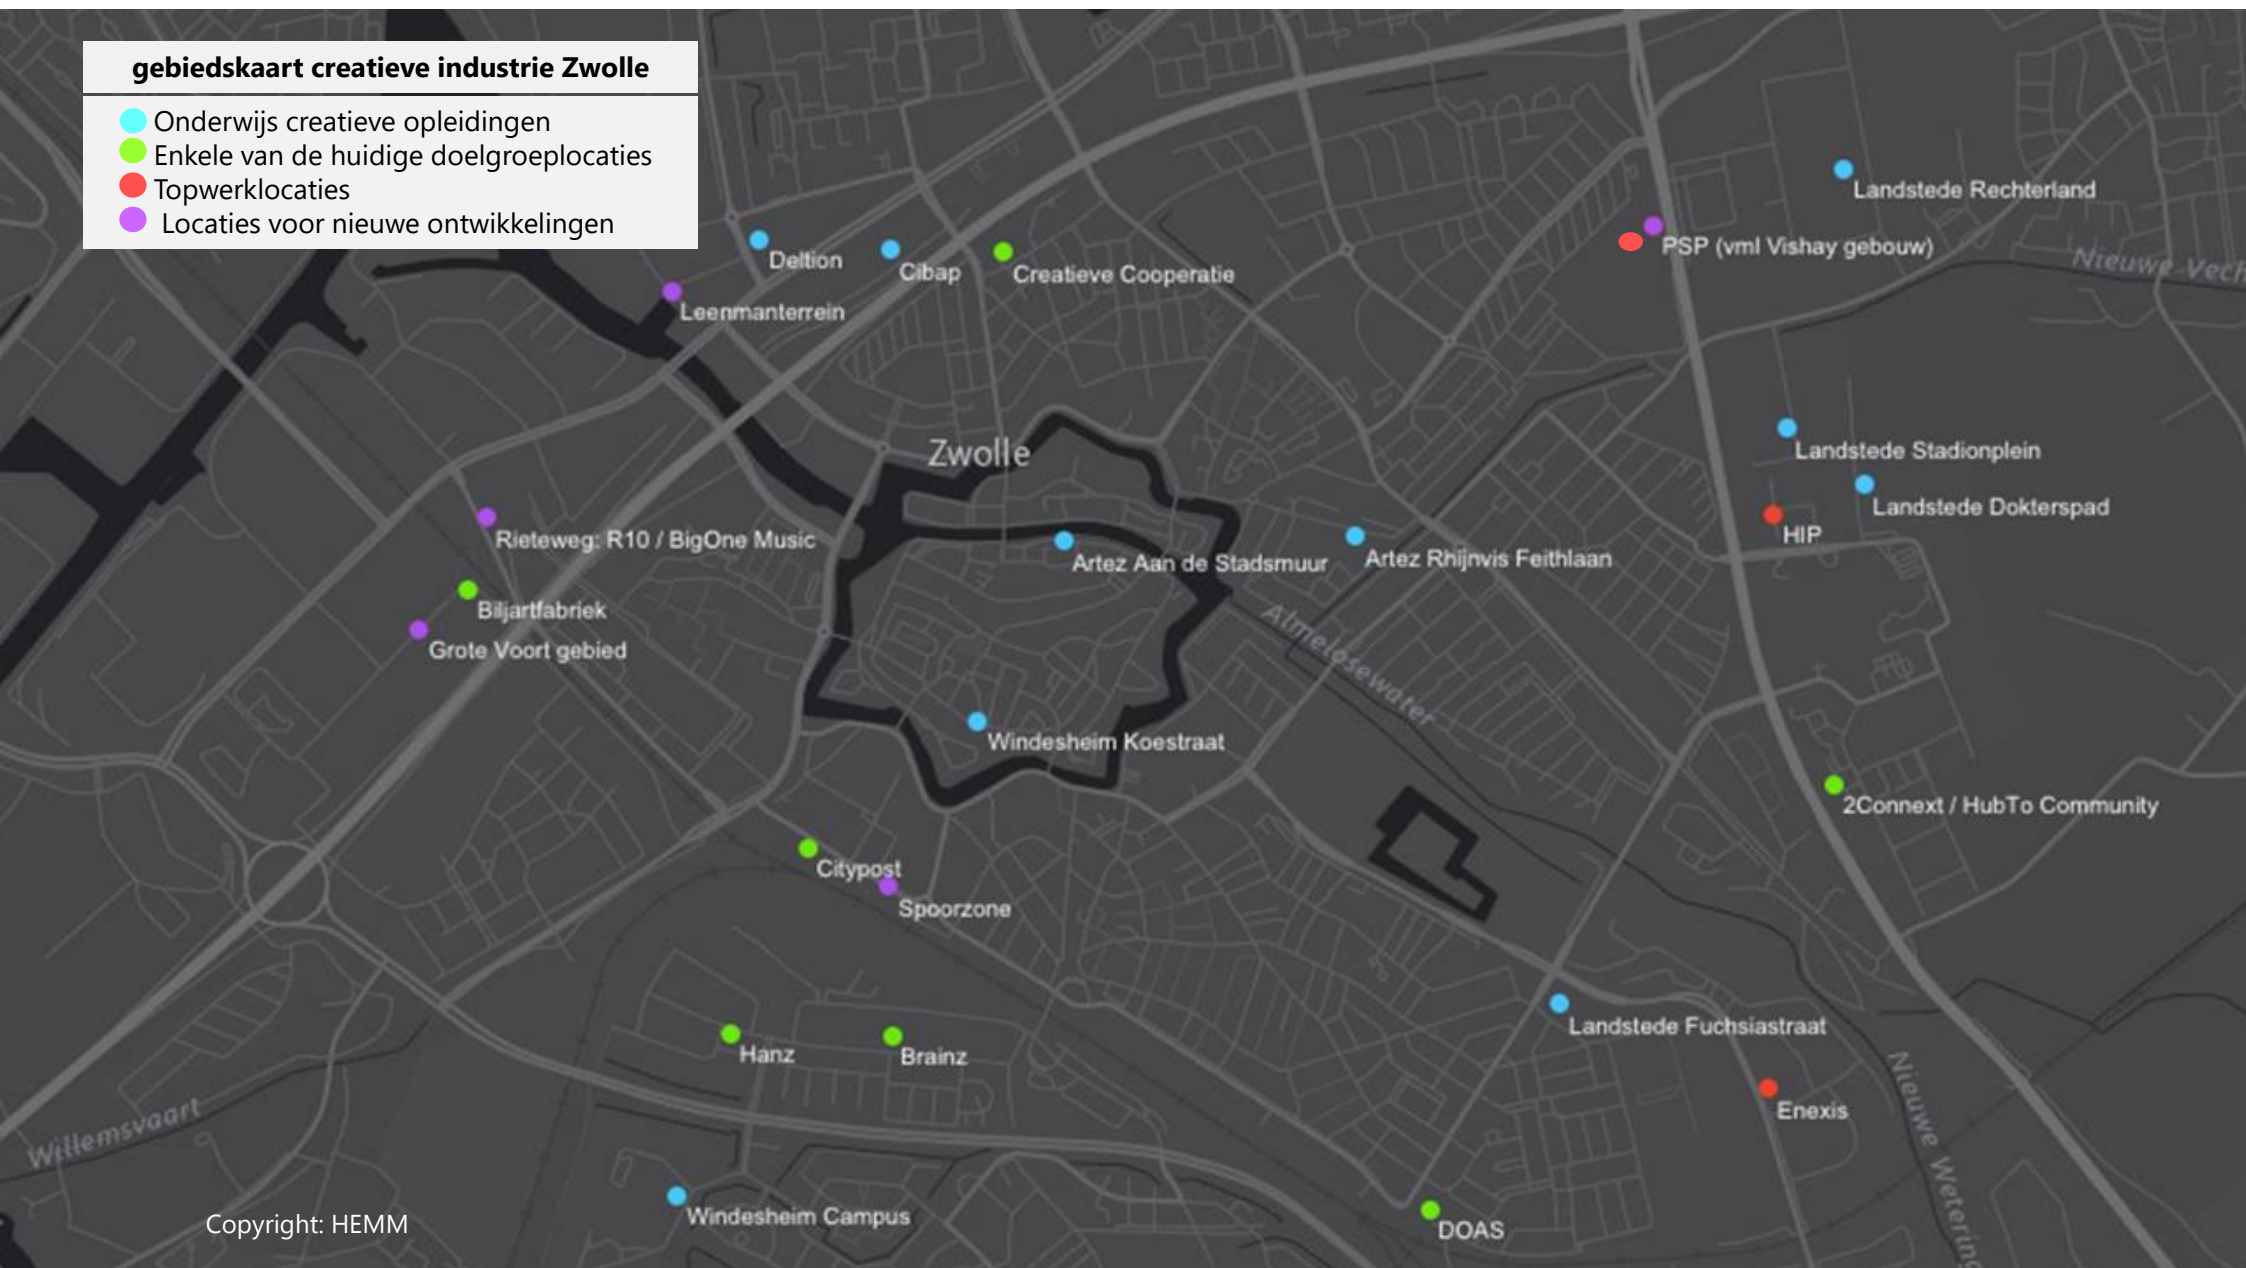 gebiedskaart creatieve industrie Zwolle
Onderwijs creatieve opleidingen
Enkele van de huidige doelgroeplocaties
Topwerklocaties
Locaties voor nieuwe ontwikkelingen
Landstede Rechterland
Deltion
Cibap
Creatieve Cooperatie
PSP (vml Vishay gebouw)
Nieuwe Vech
Leenmanterrein
Zwolle
Landstede Stadionplein
Landstede Dokterspad
HIP
Rieteweg: R10 / BigOne Music
Artez Aan de Stadsmuur
Artez Rhijnvis Feithlaan
Biljartfabriek
Grote Voort gebied
Almelosewater
Windesheim Koestraat
2Connext / HubTo Community
Citypost
Spoorzone
Landstede Fuchsiastraat
Hanz
Brainz
Enexis
Willemsvaart
Nieuwe Wetering
Windesheim Campus
Copyright: HEMM
DOAS